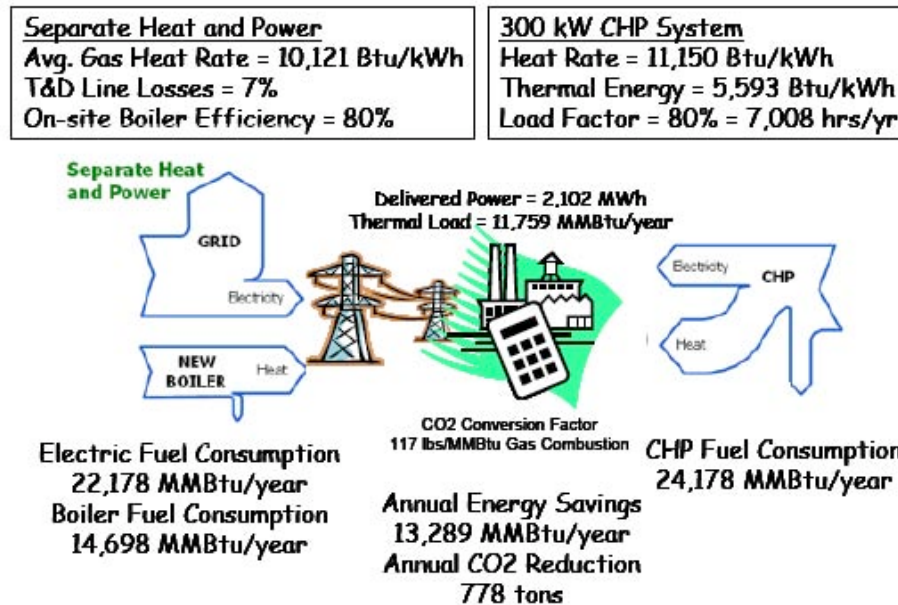 Separate Heat and Power
Avg. Gas Heat Rate = 10,121 Btu/kWh
T&D Line Losses = 7%
On-site Boiler Efficiency = 80%
300 kW CHP System
Heat Rate = 11,150 Btu/kWh
Thermal Energy = 5,593 Btu/kWh
Load Factor = 80% = 7,008 hrs/yr
Separate Heat
and Power
Delivered Power = 2,102 MWh
Thermal Load = 11,759 MMBtu/year
GRID
Electricty
NEW
BOILER
Heat
Electricity
CHP
Heat
CO2 Conversion Factor
117 lbs/MMBtu Gas Combustion
Electric Fuel Consumption
22,178 MMBtu/year
Boiler Fuel Consumption
14,698 MMBtu/year
Annual Energy Savings
13,289 MMBtu/year
Annual CO2 Reduction
778 tons
CHP Fuel Consumption
24,178 MMBtu/year